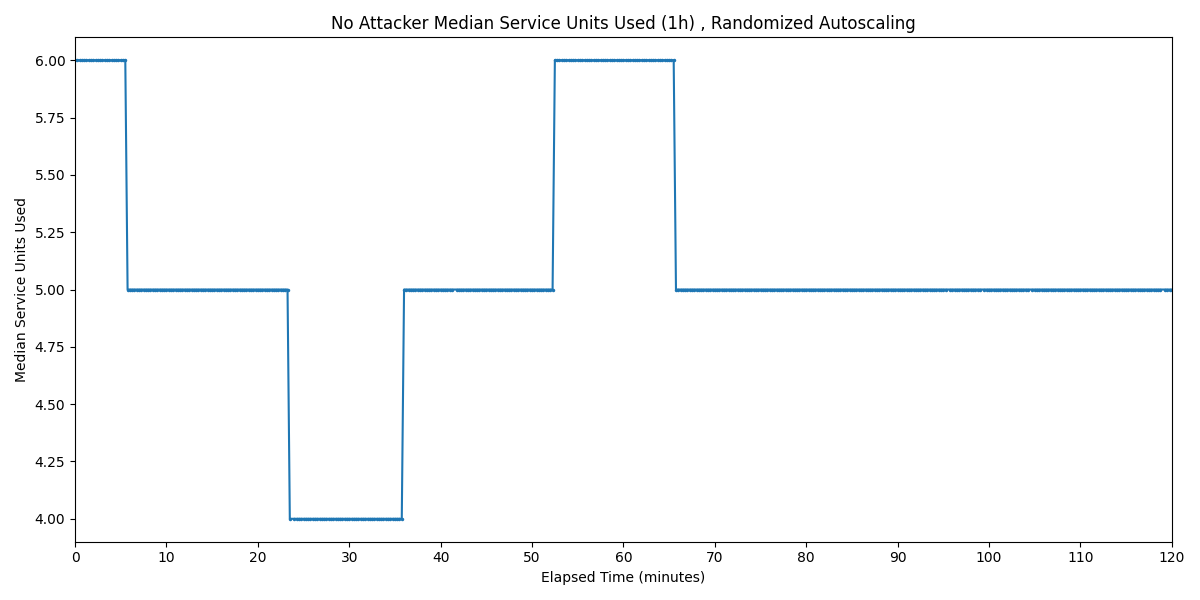 No Attacker Median Service Units Used (1h) , Randomized Autoscaling
Median Service Units Used
6.00
5.75
5.50
5.25
5.00
4.75
4.50
4.25
4.00
0 10 20 30 40 50 60 70 80 90 100 110 120
Elapsed Time (minutes)